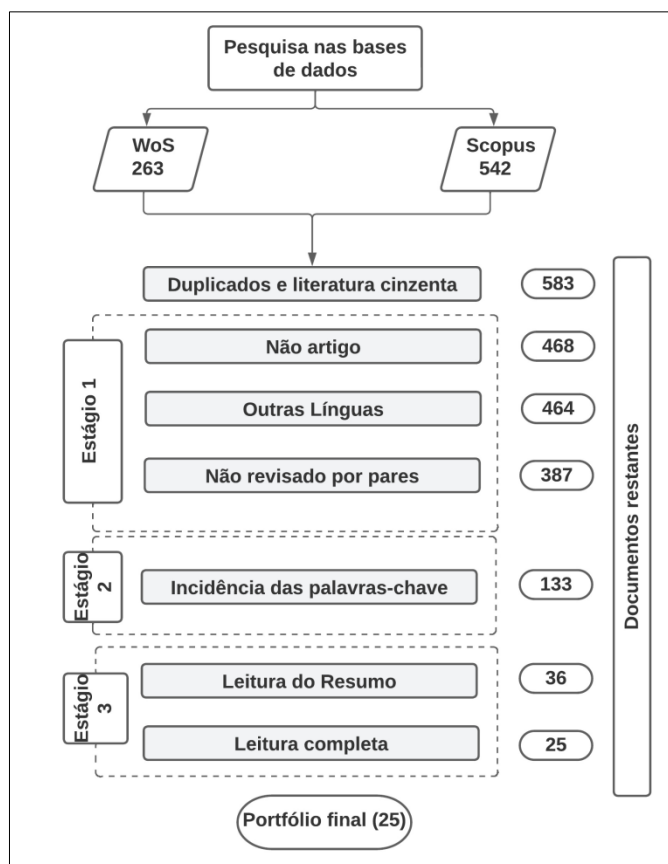 Pesquisa nas bases
de dados
WoS
263
Scopus
542
Duplicados e literatura cinzenta
583
Estágio 1
Não artigo
468
Outras Línguas
464
Não revisado por pares
387
Estágio
2
Incidência das palavras-chave
133
Estágio
3
Leitura do Resumo
36
Leitura completa
25
Documentos restantes
Portfólio final (25)